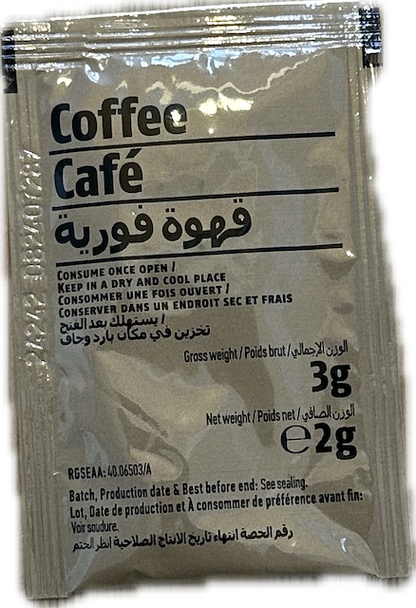 Coffee
Café
قهوة فورية
CONSUME ONCE OPEN /
KEEP IN A DRY AND COOL PLACE
CONSOMMER UNE FOIS OUVERT /
CONSERVER DANS UN ENDROIT SEC ET FRAIS
/ يستهلك بعد الفتح
تخزين في مكان بارد وجاف
Gross weight / Poids brut / الوزن الإجمالي
3g
Net weight / Poids net / الوزن الصافي
℮2g
RGSEAA: 40.06503/A
Batch, Production date & Best before end: See sealing.
Lot, Date de production et À consommer de préférence avant fin:
Voir soudure.
رقم الحصة انتهاء تاريخ الانتاج الصلاحية انظر الختم